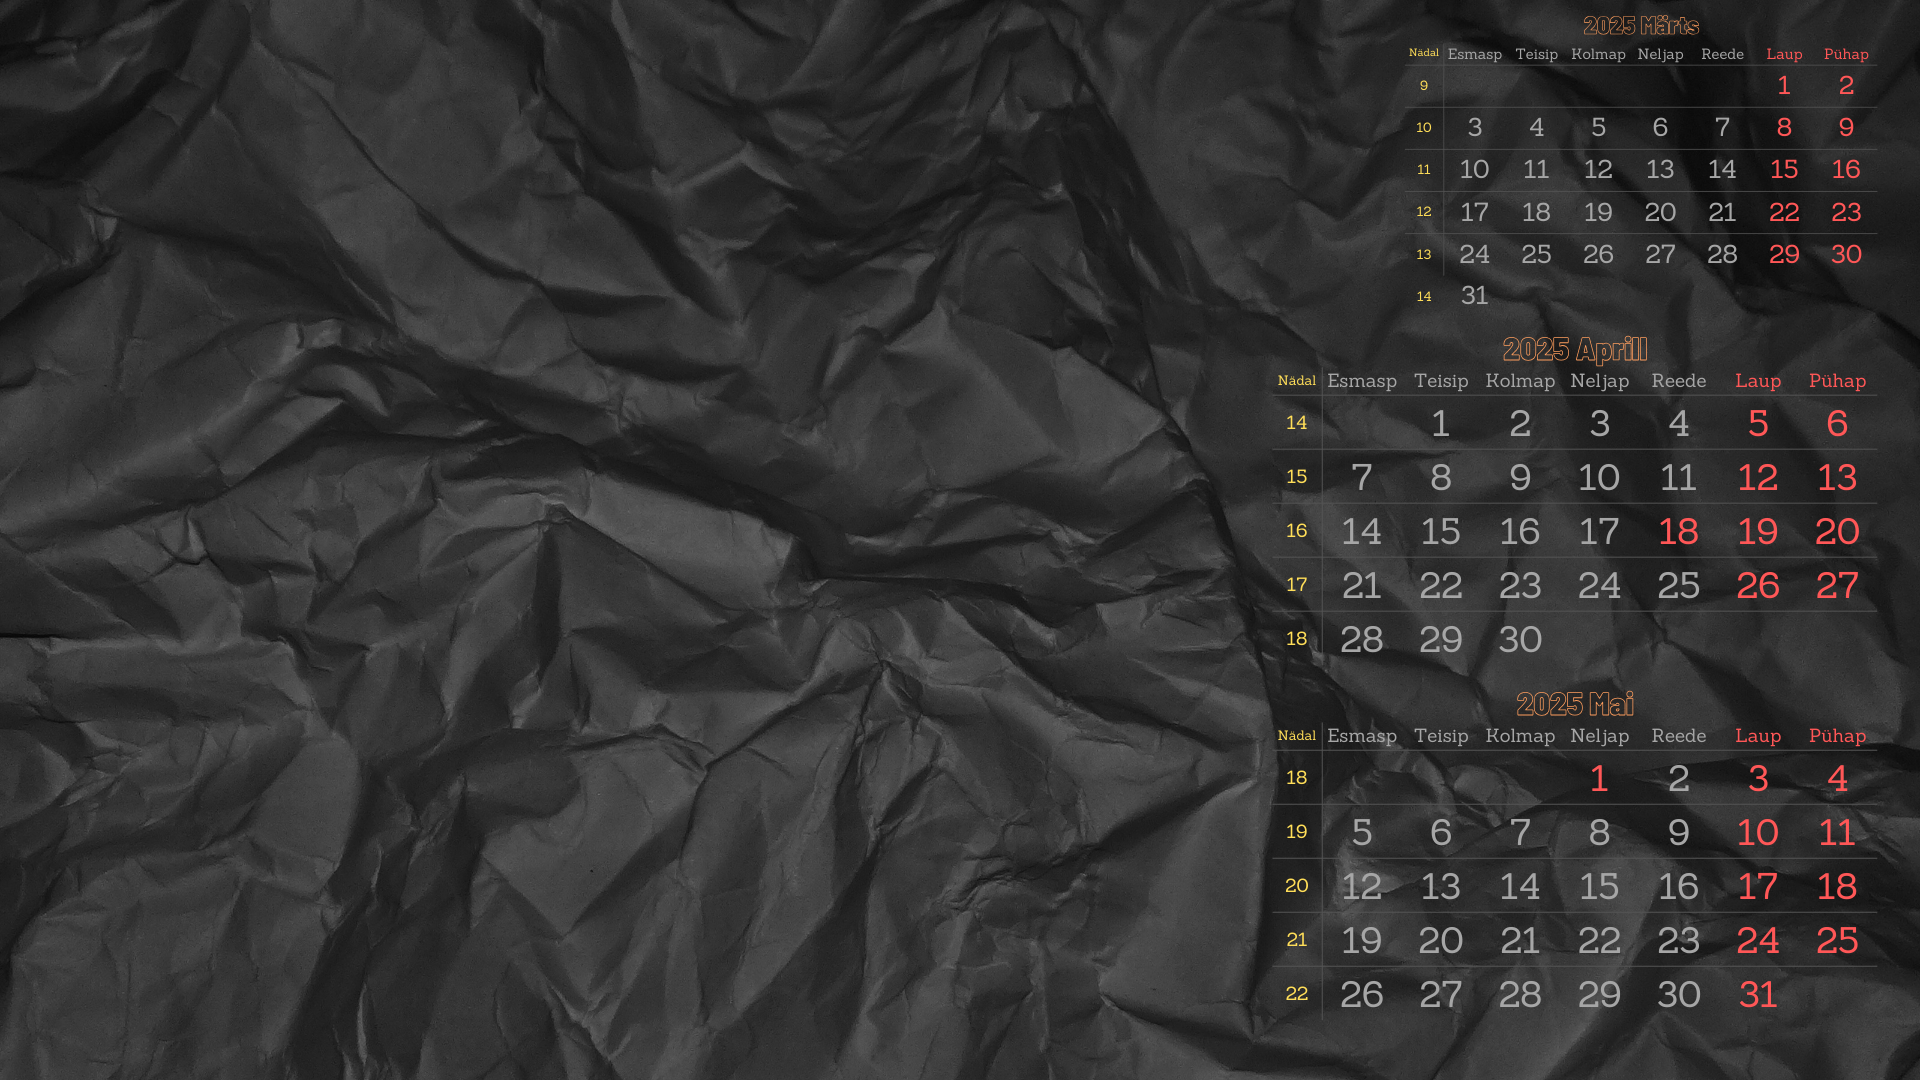 2025 Märts
Nädal Esmasp Teisip Kolmap Neljap Reede Laup Pühap
9 1 2
10 3 4 5 6 7 8 9
11 10 11 12 13 14 15 16
12 17 18 19 20 21 22 23
13 24 25 26 27 28 29 30
14 31
2025 Aprill
Nädal Esmasp Teisip Kolmap Neljap Reede Laup Pühap
14 1 2 3 4 5 6
15 7 8 9 10 11 12 13
16 14 15 16 17 18 19 20
17 21 22 23 24 25 26 27
18 28 29 30
2025 Mai
Nädal Esmasp Teisip Kolmap Neljap Reede Laup Pühap
18 1 2 3 4
19 5 6 7 8 9 10 11
20 12 13 14 15 16 17 18
21 19 20 21 22 23 24 25
22 26 27 28 29 30 31